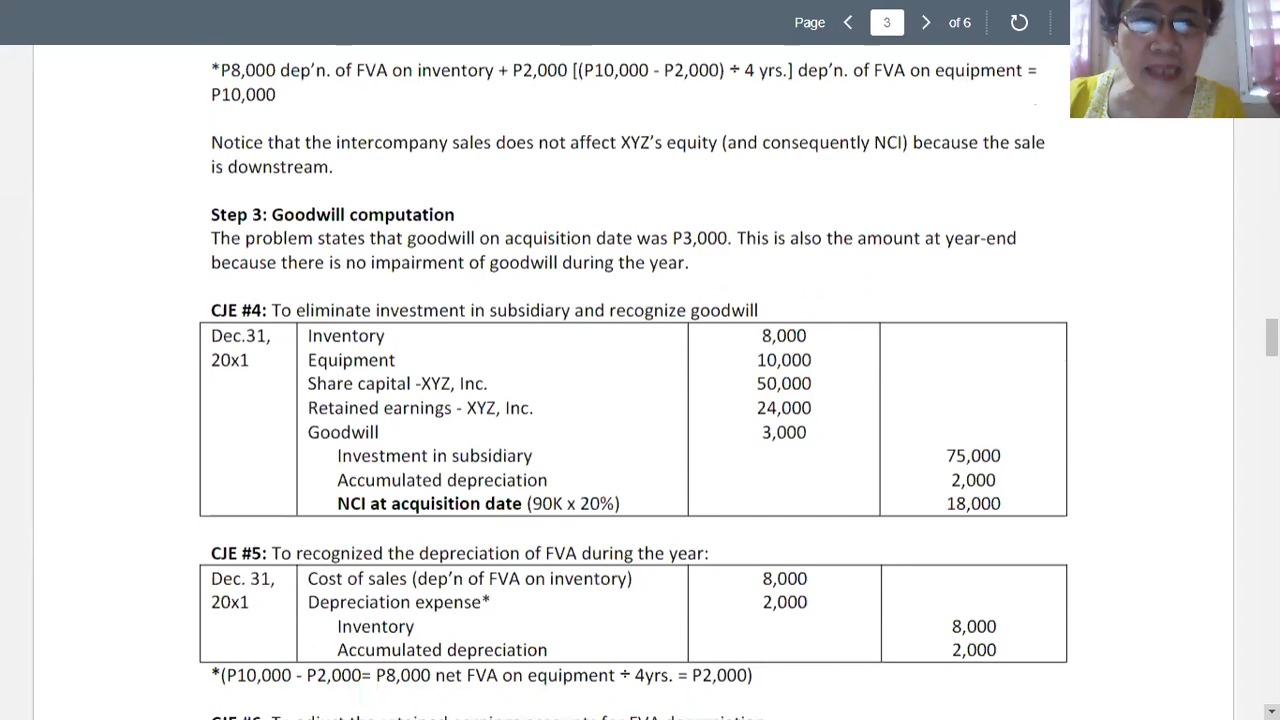 Page 3 of 6
*P8,000 dep’n. of FVA on inventory + P2,000 [(P10,000 - P2,000) ÷ 4 yrs.] dep’n. of FVA on equipment =
P10,000
Notice that the intercompany sales does not affect XYZ’s equity (and consequently NCI) because the sale
is downstream.
Step 3: Goodwill computation
The problem states that goodwill on acquisition date was P3,000. This is also the amount at year-end
because there is no impairment of goodwill during the year.
CJE #4: To eliminate investment in subsidiary and recognize goodwill
Dec.31, Inventory 8,000
20x1 Equipment 10,000
Share capital -XYZ, Inc. 50,000
Retained earnings - XYZ, Inc. 24,000
Goodwill 3,000
Investment in subsidiary 75,000
Accumulated depreciation 2,000
NCI at acquisition date (90K x 20%) 18,000
CJE #5: To recognized the depreciation of FVA during the year:
Dec. 31, Cost of sales (dep’n of FVA on inventory) 8,000
20x1 Depreciation expense* 2,000
Inventory 8,000
Accumulated depreciation 2,000
*(P10,000 - P2,000= P8,000 net FVA on equipment ÷ 4yrs. = P2,000)